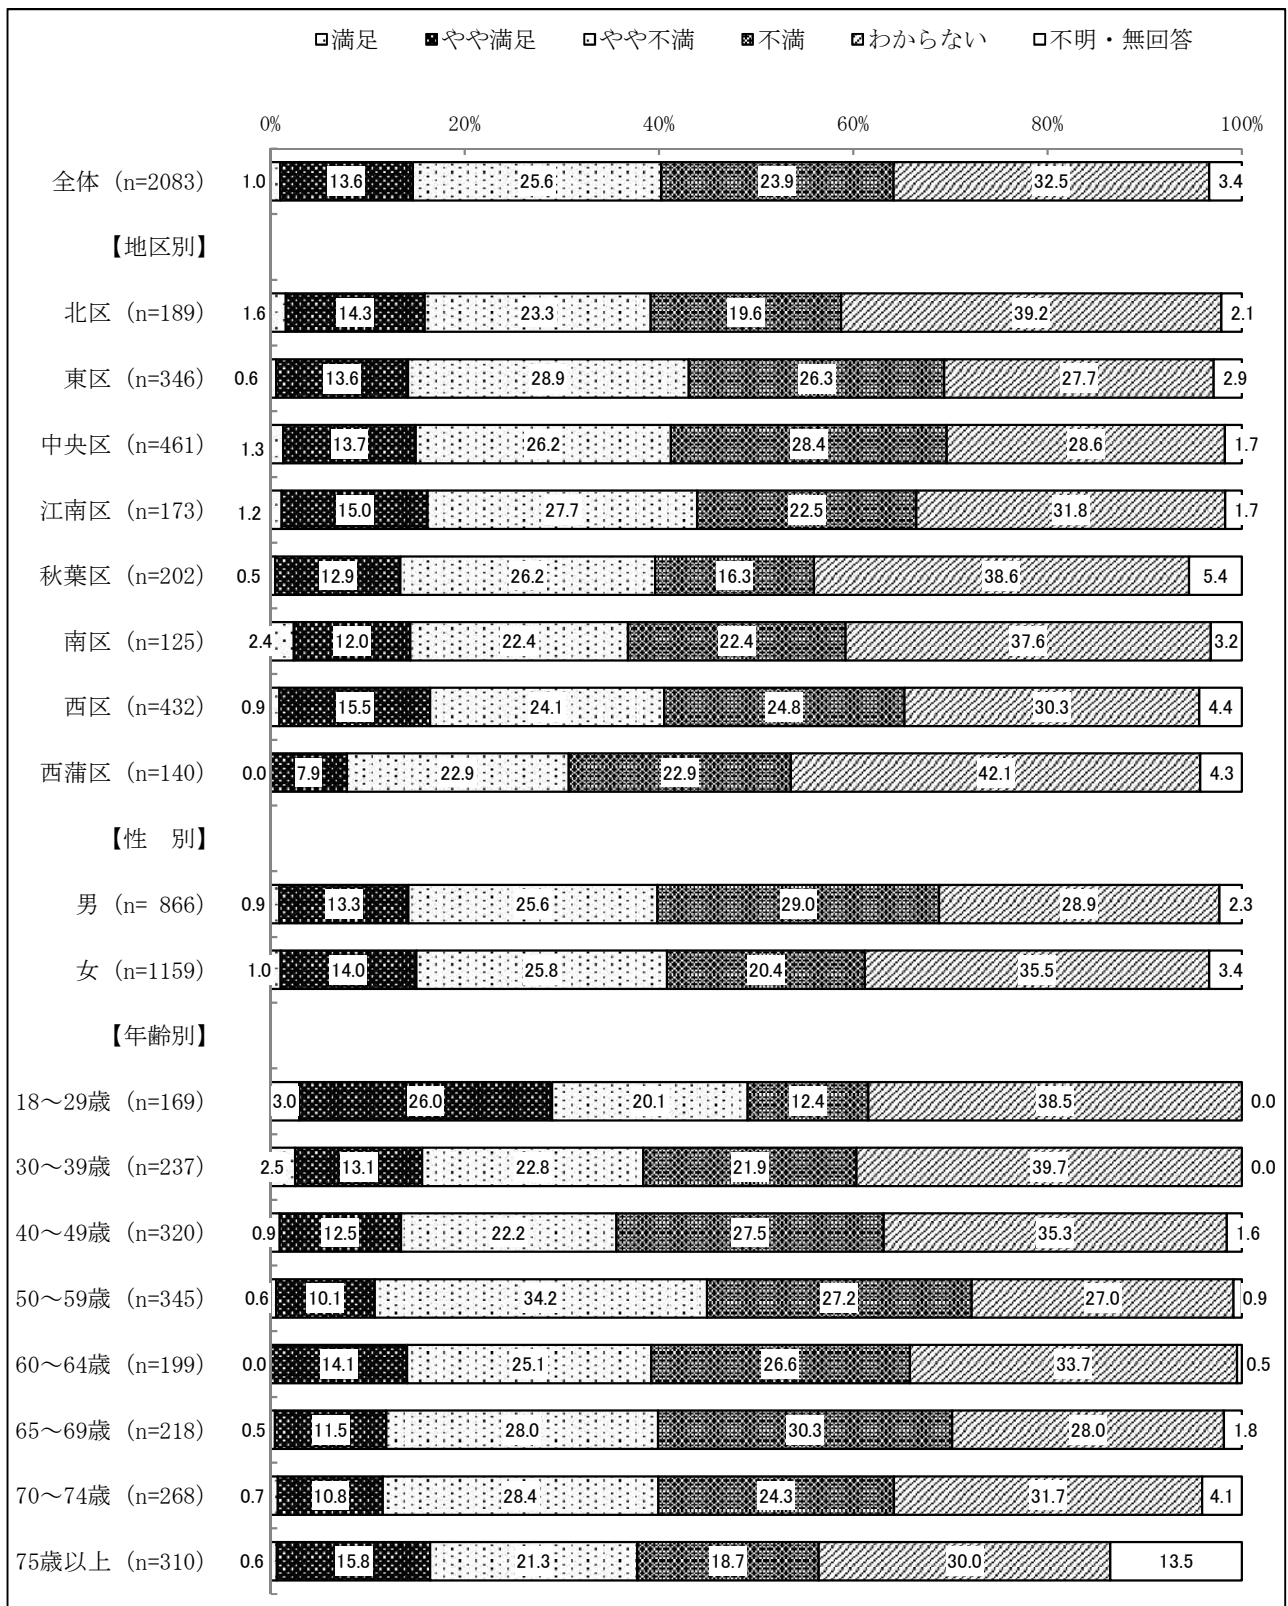 満足 やや満足 やや不満 不満 わからない 不明・無回答
0% 20% 40% 60% 80% 100%
全体 (n=2083) 1.0 13.6 25.6 23.9 32.5 3.4
【地区別】
北区 (n=189) 1.6 14.3 23.3 19.6 39.2 2.1
東区 (n=346) 0.6 13.6 28.9 26.3 27.7 2.9
中央区 (n=461) 1.3 13.7 26.2 28.4 28.6 1.7
江南区 (n=173) 1.2 15.0 27.7 22.5 31.8 1.7
秋葉区 (n=202) 0.5 12.9 26.2 16.3 38.6 5.4
南区 (n=125) 2.4 12.0 22.4 22.4 37.6 3.2
西区 (n=432) 0.9 15.5 24.1 24.8 30.3 4.4
西蒲区 (n=140) 0.0 7.9 22.9 22.9 42.1 4.3
【性　別】
男 (n= 866) 0.9 13.3 25.6 29.0 28.9 2.3
女 (n=1159) 1.0 14.0 25.8 20.4 35.5 3.4
【年齢別】
18～29歳 (n=169) 3.0 26.0 20.1 12.4 38.5 0.0
30～39歳 (n=237) 2.5 13.1 22.8 21.9 39.7 0.0
40～49歳 (n=320) 0.9 12.5 22.2 27.5 35.3 1.6
50～59歳 (n=345) 0.6 10.1 34.2 27.2 27.0 0.9
60～64歳 (n=199) 0.0 14.1 25.1 26.6 33.7 0.5
65～69歳 (n=218) 0.5 11.5 28.0 30.3 28.0 1.8
70～74歳 (n=268) 0.7 10.8 28.4 24.3 31.7 4.1
75歳以上 (n=310) 0.6 15.8 21.3 18.7 30.0 13.5